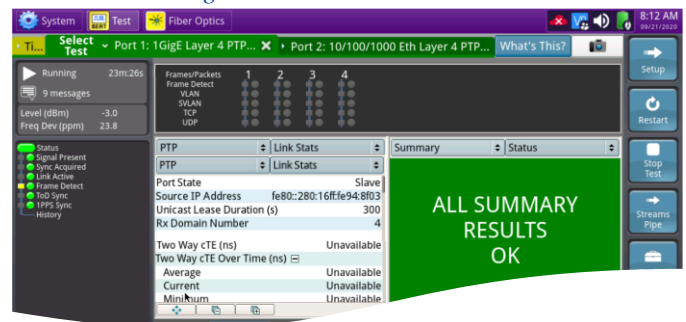 System
BERT
Test
Fiber Optics
8:12 AM
09/21/2020
Ti...
Select Test
Port 1: 1GigE Layer 4 PTP...
Port 2: 10/100/1000 Eth Layer 4 PTP...
What's This?
Setup
Running 23m:26s
9 messages
Level (dBm) -3.0
Freq Dev (ppm) 23.8
Frames/Packets 1 2 3 4
Frame Detect
VLAN
SVLAN
TCP
UDP
Restart
Status
Signal Present
Sync Acquired
Link Active
Frame Detect
ToD Sync
1PPS Sync
History
PTP Link Stats
PTP Link Stats
Port State Slave
Source IP Address fe80::280:16ff:fe94:8f03
Unicast Lease Duration (s) 300
Rx Domain Number 4
Two Way cTE (ns) Unavailable
Two Way cTE Over Time (ns)
Average Unavailable
Current Unavailable
Minimum Unavailable
Summary Status
ALL SUMMARY
RESULTS
OK
Stop
Test
Streams
Pipe